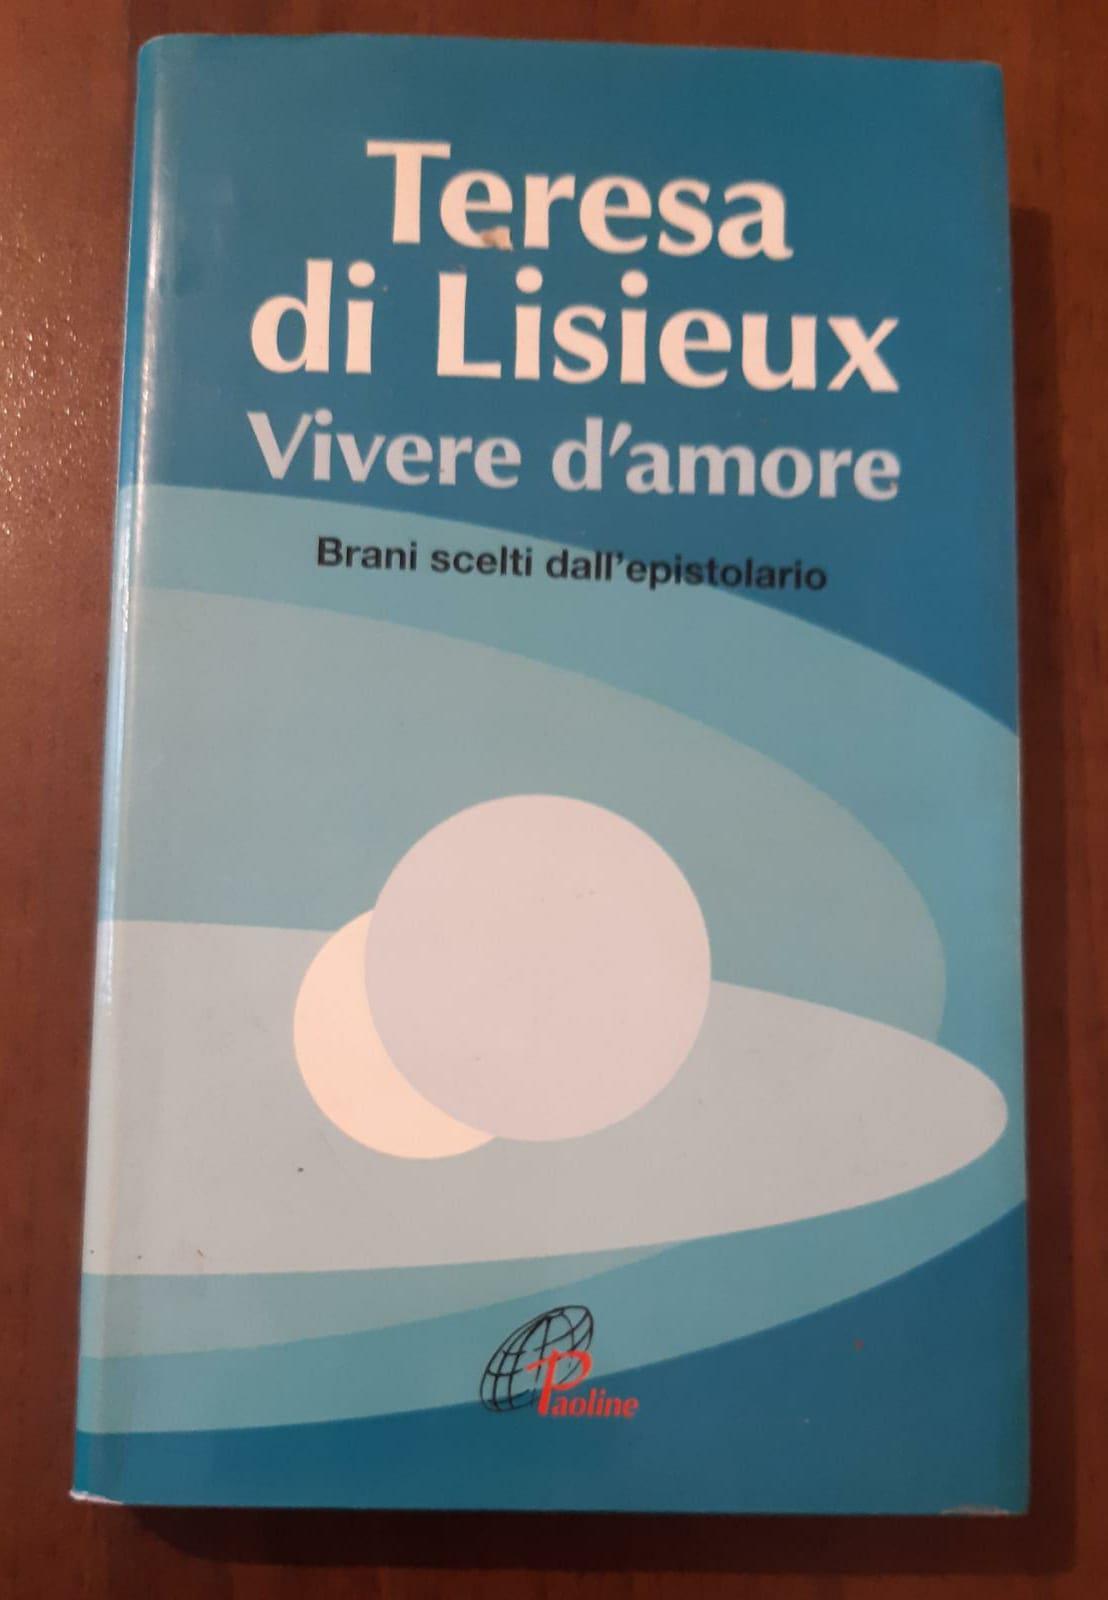 Teresa
di Lisieux
Vivere d'amore
Brani scelti dall'epistolario
Paoline